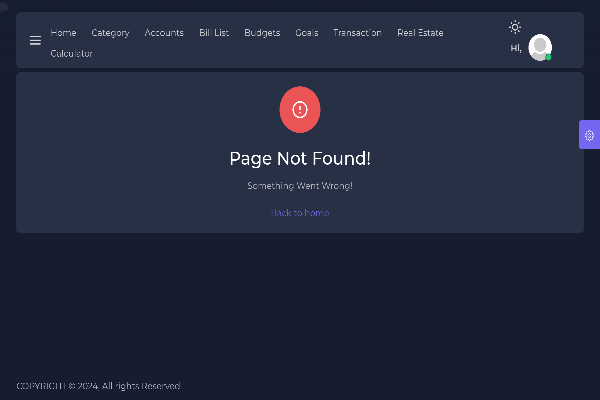 Home Category Accounts Bill List Budgets Goals Transaction Real Estate
Calculator
Hi,
Page Not Found!
Something Went Wrong!
Back to home
COPYRIGHT © 2024, All rights Reserved